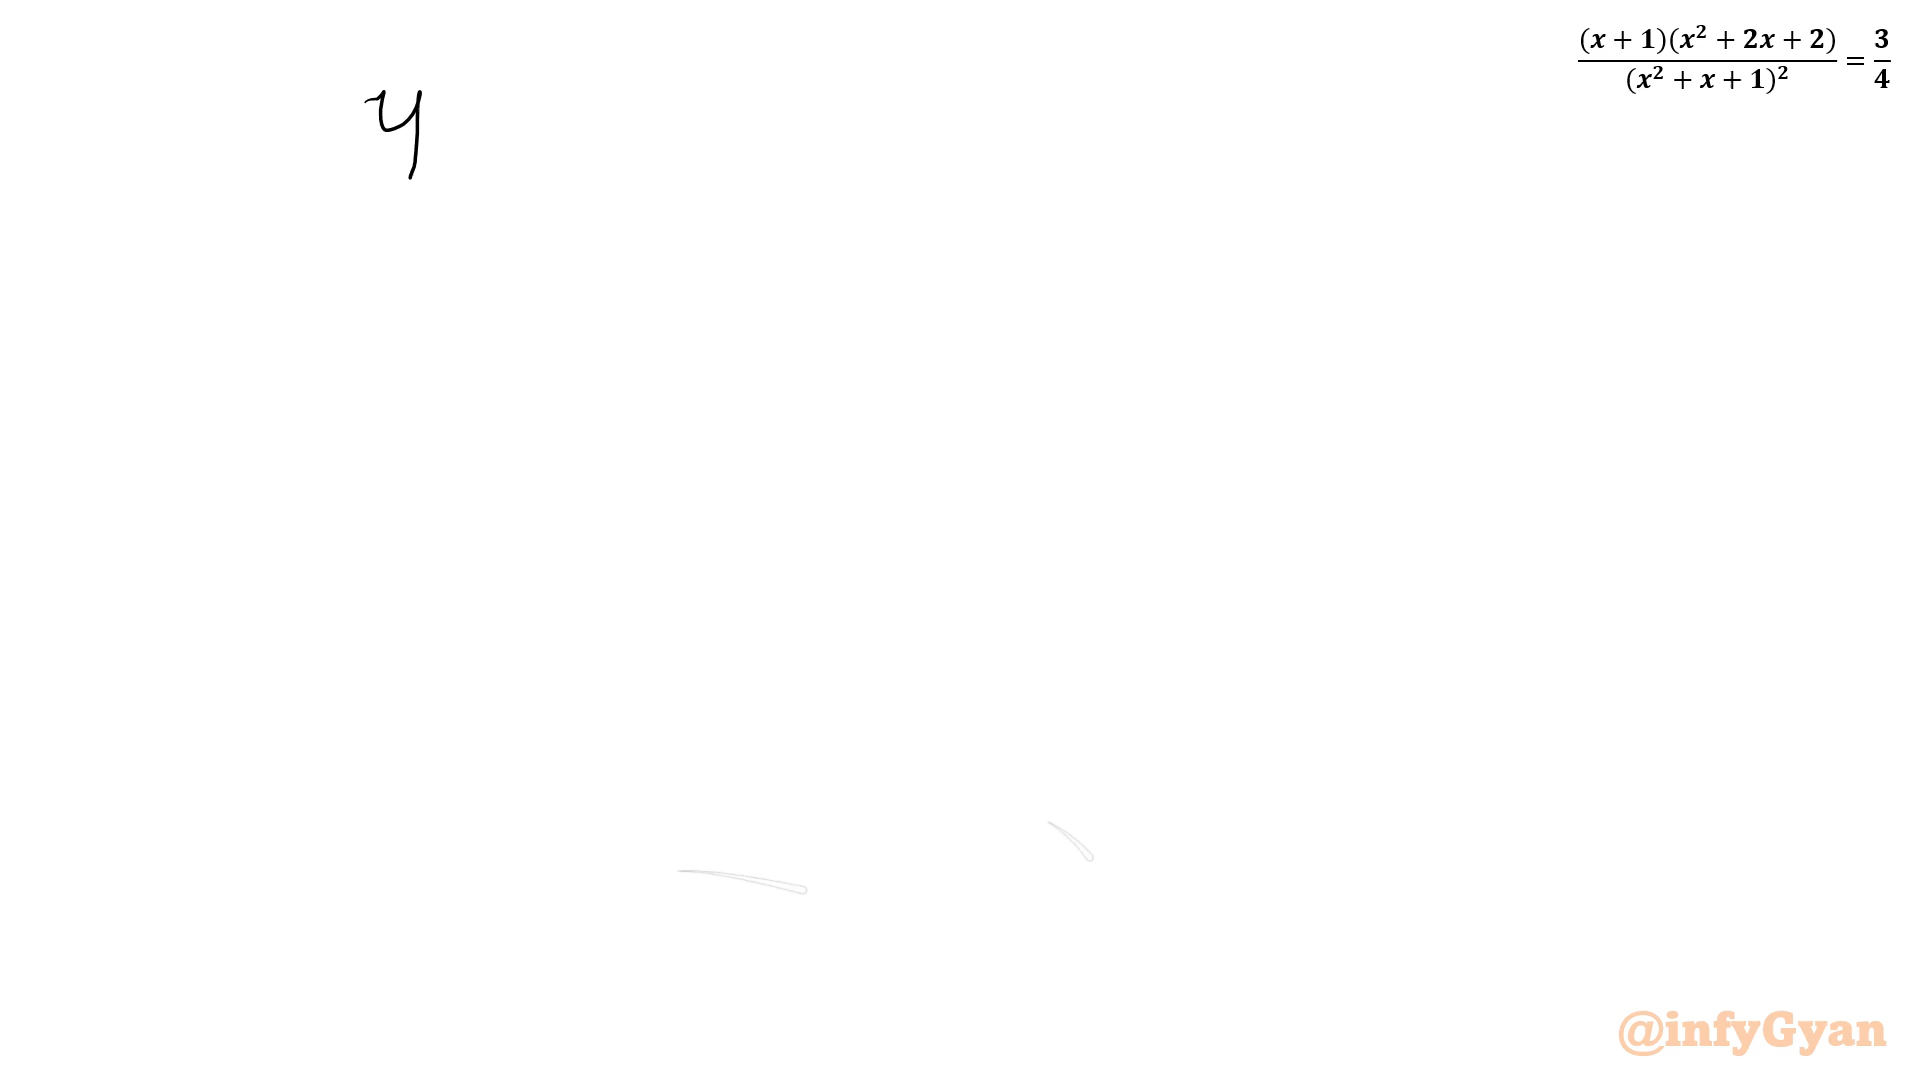 (x + 1)(x² + 2x + 2) / (x² + x + 1)² = 3/4
y
@infyGyan